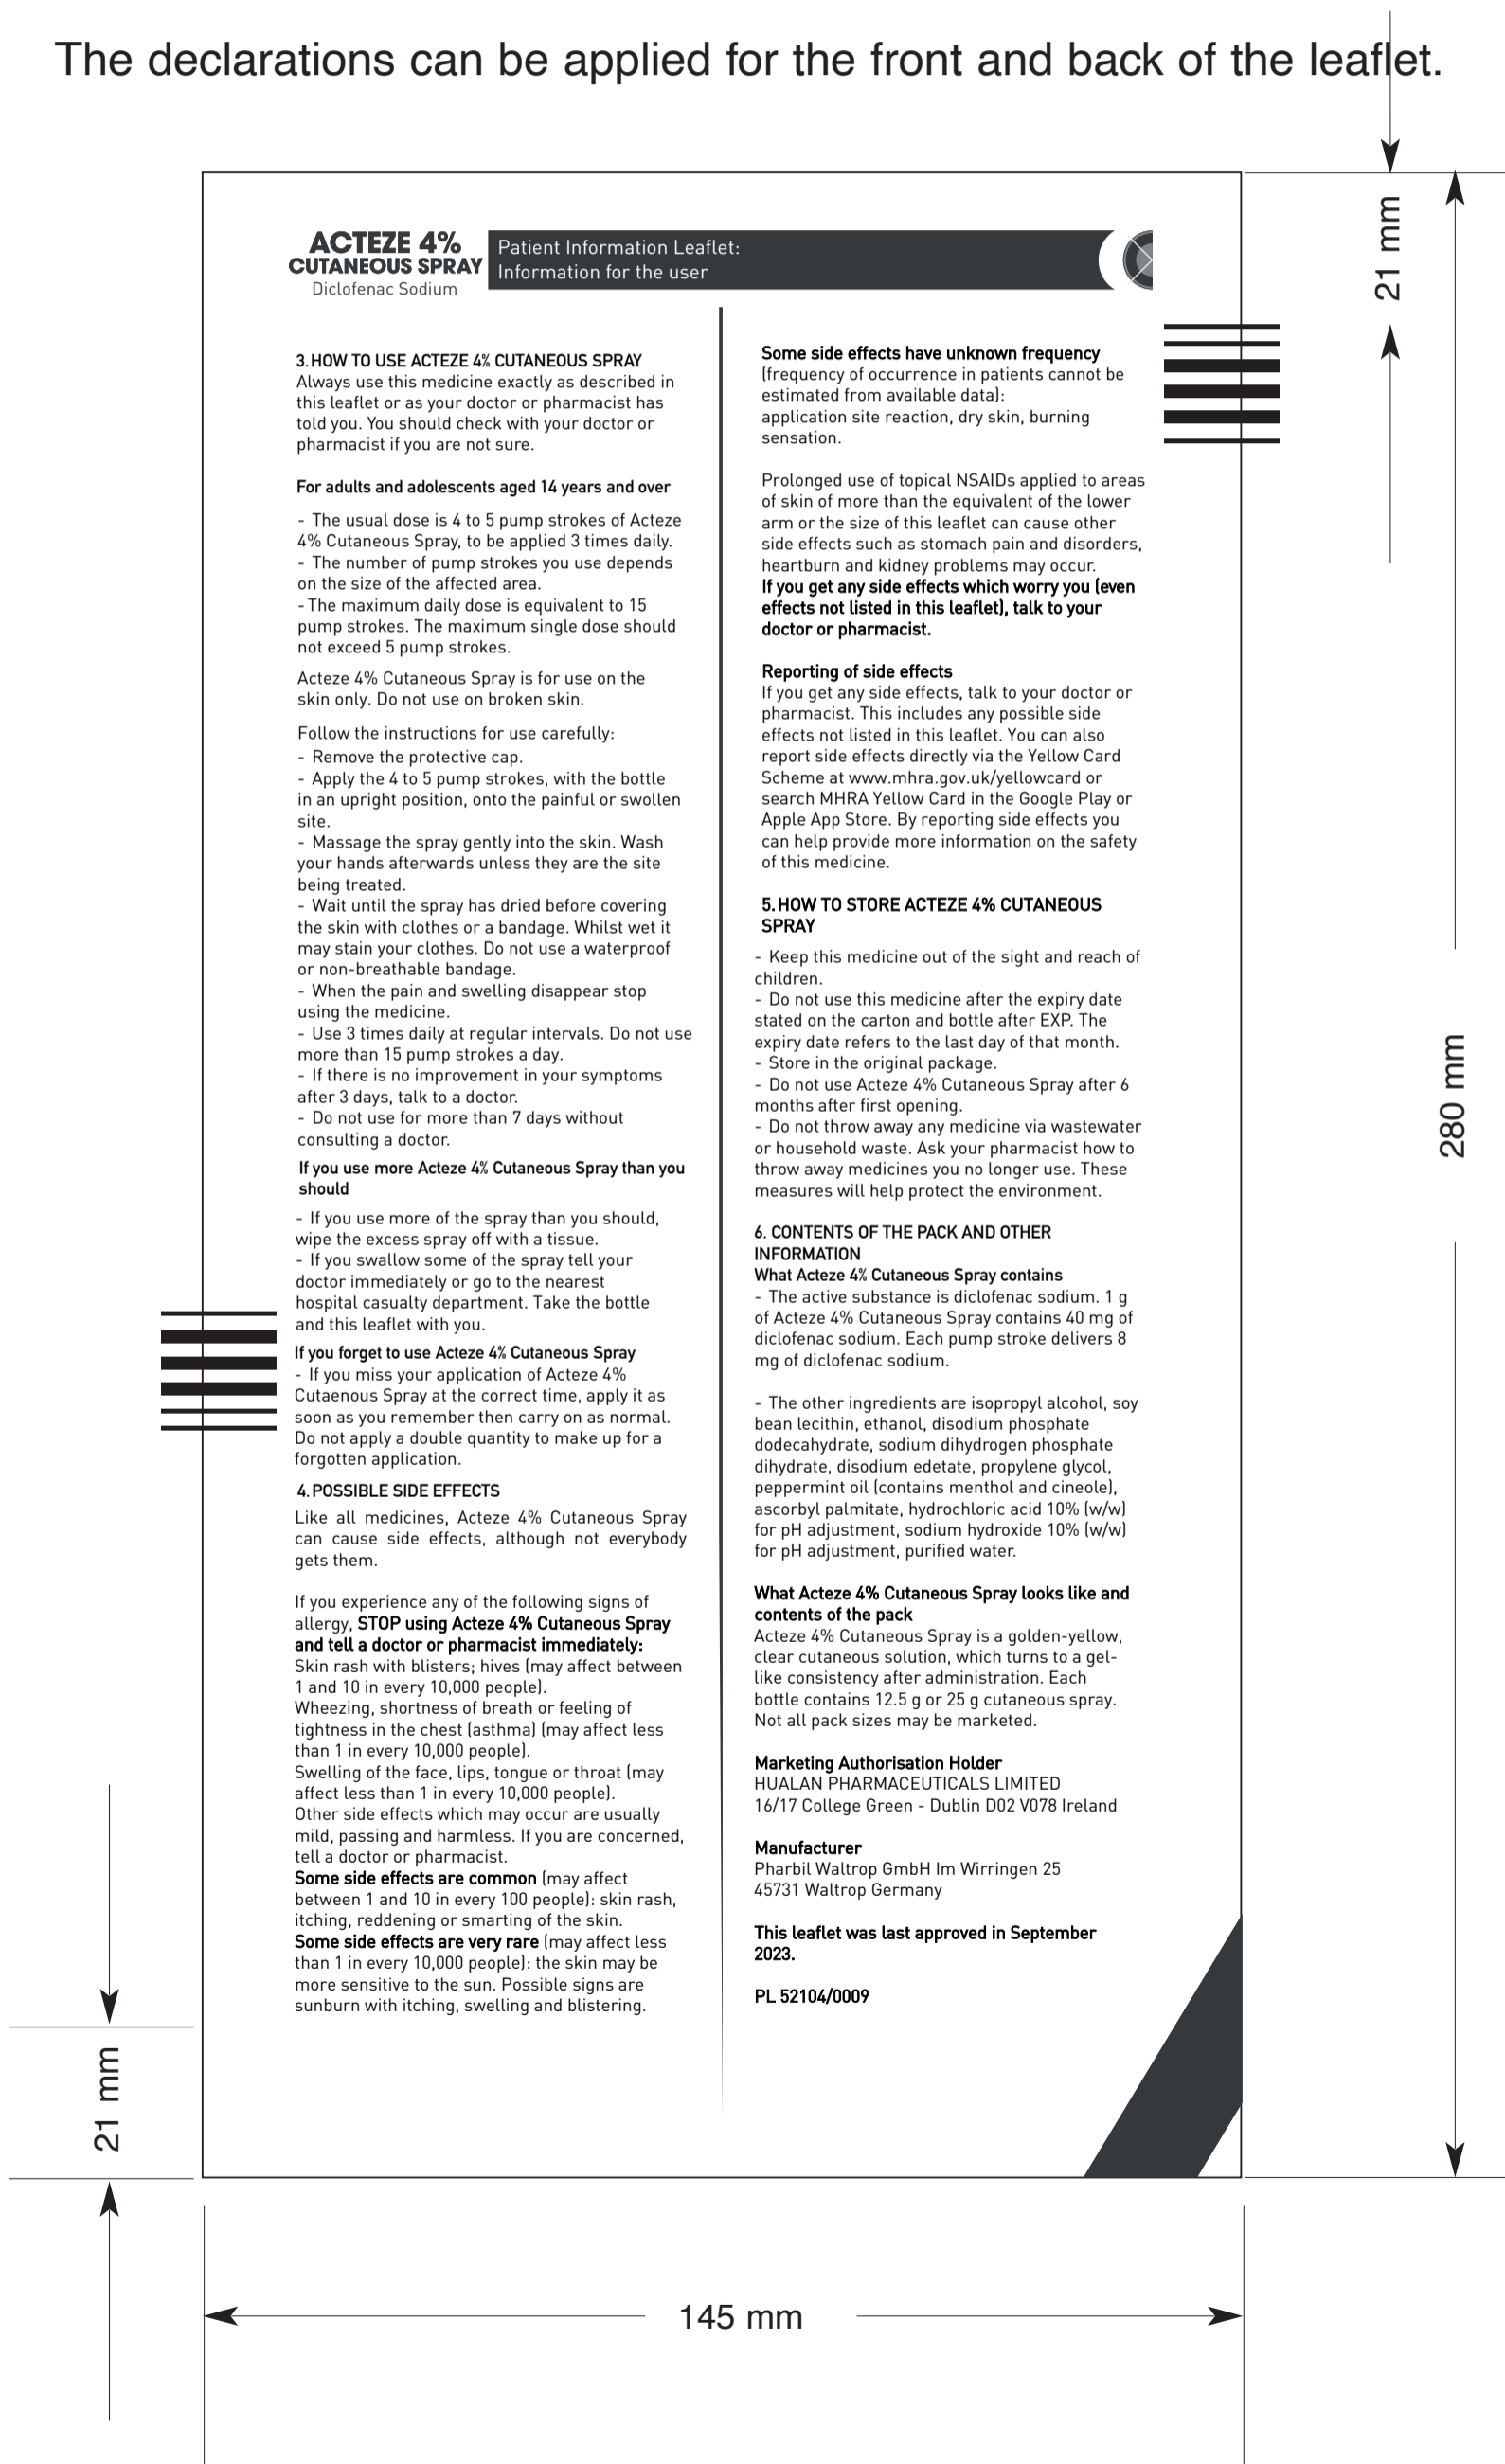 The declarations can be applied for the front and back of the leaflet.
21 mm
280 mm
ACTEZE 4%
CUTANEOUS SPRAY
Diclofenac Sodium
Patient Information Leaflet:
Information for the user
3. HOW TO USE ACTEZE 4% CUTANEOUS SPRAY
Always use this medicine exactly as described in
this leaflet or as your doctor or pharmacist has
told you. You should check with your doctor or
pharmacist if you are not sure.
For adults and adolescents aged 14 years and over
- The usual dose is 4 to 5 pump strokes of Acteze
4% Cutaneous Spray, to be applied 3 times daily.
- The number of pump strokes you use depends
on the size of the affected area.
- The maximum daily dose is equivalent to 15
pump strokes. The maximum single dose should
not exceed 5 pump strokes.
Acteze 4% Cutaneous Spray is for use on the
skin only. Do not use on broken skin.
Follow the instructions for use carefully:
- Remove the protective cap.
- Apply the 4 to 5 pump strokes, with the bottle
in an upright position, onto the painful or swollen
site.
- Massage the spray gently into the skin. Wash
your hands afterwards unless they are the site
being treated.
- Wait until the spray has dried before covering
the skin with clothes or a bandage. Whilst wet it
may stain your clothes. Do not use a waterproof
or non-breathable bandage.
- When the pain and swelling disappear stop
using the medicine.
- Use 3 times daily at regular intervals. Do not use
more than 15 pump strokes a day.
- If there is no improvement in your symptoms
after 3 days, talk to a doctor.
- Do not use for more than 7 days without
consulting a doctor.
If you use more Acteze 4% Cutaneous Spray than you
should
- If you use more of the spray than you should,
wipe the excess spray off with a tissue.
- If you swallow some of the spray tell your
doctor immediately or go to the nearest
hospital casualty department. Take the bottle
and this leaflet with you.
If you forget to use Acteze 4% Cutaneous Spray
- If you miss your application of Acteze 4%
Cutaenous Spray at the correct time, apply it as
soon as you remember then carry on as normal.
Do not apply a double quantity to make up for a
forgotten application.
4. POSSIBLE SIDE EFFECTS
Like all medicines, Acteze 4% Cutaneous Spray
can cause side effects, although not everybody
gets them.
If you experience any of the following signs of
allergy, STOP using Acteze 4% Cutaneous Spray
and tell a doctor or pharmacist immediately:
Skin rash with blisters; hives (may affect between
1 and 10 in every 10,000 people).
Wheezing, shortness of breath or feeling of
tightness in the chest (asthma) (may affect less
than 1 in every 10,000 people).
Swelling of the face, lips, tongue or throat (may
affect less than 1 in every 10,000 people).
Other side effects which may occur are usually
mild, passing and harmless. If you are concerned,
tell a doctor or pharmacist.
Some side effects are common (may affect
between 1 and 10 in every 100 people): skin rash,
itching, reddening or smarting of the skin.
Some side effects are very rare (may affect less
than 1 in every 10,000 people): the skin may be
more sensitive to the sun. Possible signs are
sunburn with itching, swelling and blistering.
Some side effects have unknown frequency
(frequency of occurrence in patients cannot be
estimated from available data):
application site reaction, dry skin, burning
sensation.
Prolonged use of topical NSAIDs applied to areas
of skin of more than the equivalent of the lower
arm or the size of this leaflet can cause other
side effects such as stomach pain and disorders,
heartburn and kidney problems may occur.
If you get any side effects which worry you (even
effects not listed in this leaflet), talk to your
doctor or pharmacist.
Reporting of side effects
If you get any side effects, talk to your doctor or
pharmacist. This includes any possible side
effects not listed in this leaflet. You can also
report side effects directly via the Yellow Card
Scheme at www.mhra.gov.uk/yellowcard or
search MHRA Yellow Card in the Google Play or
Apple App Store. By reporting side effects you
can help provide more information on the safety
of this medicine.
5. HOW TO STORE ACTEZE 4% CUTANEOUS
SPRAY
- Keep this medicine out of the sight and reach of
children.
- Do not use this medicine after the expiry date
stated on the carton and bottle after EXP. The
expiry date refers to the last day of that month.
- Store in the original package.
- Do not use Acteze 4% Cutaneous Spray after 6
months after first opening.
- Do not throw away any medicine via wastewater
or household waste. Ask your pharmacist how to
throw away medicines you no longer use. These
measures will help protect the environment.
6. CONTENTS OF THE PACK AND OTHER
INFORMATION
What Acteze 4% Cutaneous Spray contains
- The active substance is diclofenac sodium. 1 g
of Acteze 4% Cutaneous Spray contains 40 mg of
diclofenac sodium. Each pump stroke delivers 8
mg of diclofenac sodium.
- The other ingredients are isopropyl alcohol, soy
bean lecithin, ethanol, disodium phosphate
dodecahydrate, sodium dihydrogen phosphate
dihydrate, disodium edetate, propylene glycol,
peppermint oil (contains menthol and cineole),
ascorbyl palmitate, hydrochloric acid 10% (w/w)
for pH adjustment, sodium hydroxide 10% (w/w)
for pH adjustment, purified water.
What Acteze 4% Cutaneous Spray looks like and
contents of the pack
Acteze 4% Cutaneous Spray is a golden-yellow,
clear cutaneous solution, which turns to a gel-
like consistency after administration. Each
bottle contains 12.5 g or 25 g cutaneous spray.
Not all pack sizes may be marketed.
Marketing Authorisation Holder
HUALAN PHARMACEUTICALS LIMITED
16/17 College Green - Dublin D02 V078 Ireland
Manufacturer
Pharbil Waltrop GmbH Im Wirringen 25
45731 Waltrop Germany
This leaflet was last approved in September
2023.
PL 52104/0009
21 mm
145 mm